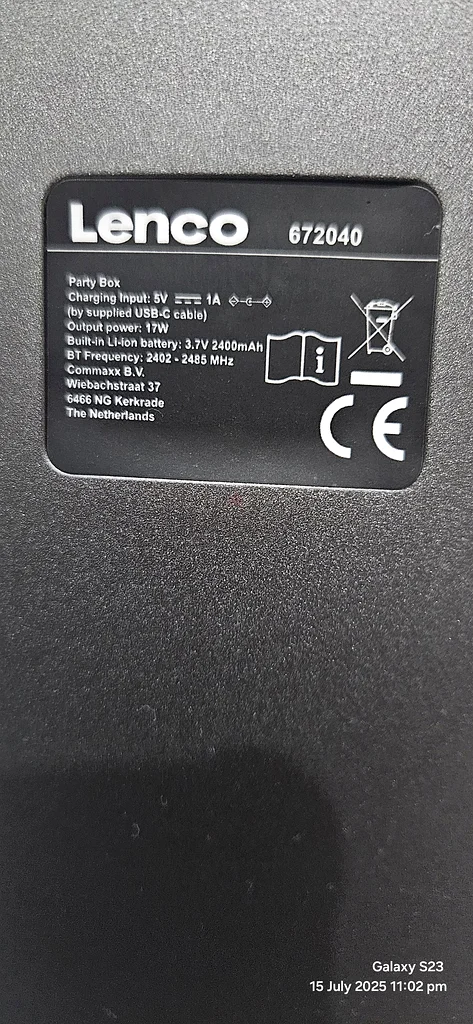 Lenco 672040
Party Box
Charging Input: 5V 1A
(by supplied USB-C cable)
Output power: 17W
Built-in Li-ion battery: 3.7V 2400mAh
BT Frequency: 2402 - 2485 MHz
Commaxx B.V.
Wiebachstraat 37
6466 NG Kerkrade
The Netherlands
i
CE
Galaxy S23
15 July 2025 11:02 pm